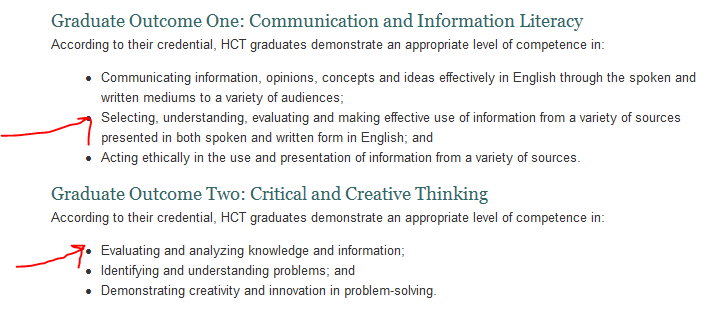 Graduate Outcome One: Communication and Information Literacy
According to their credential, HCT graduates demonstrate an appropriate level of competence in:
• Communicating information, opinions, concepts and ideas effectively in English through the spoken and
written mediums to a variety of audiences;
• Selecting, understanding, evaluating and making effective use of information from a variety of sources
presented in both spoken and written form in English; and
• Acting ethically in the use and presentation of information from a variety of sources.
Graduate Outcome Two: Critical and Creative Thinking
According to their credential, HCT graduates demonstrate an appropriate level of competence in:
• Evaluating and analyzing knowledge and information;
• Identifying and understanding problems; and
• Demonstrating creativity and innovation in problem-solving.